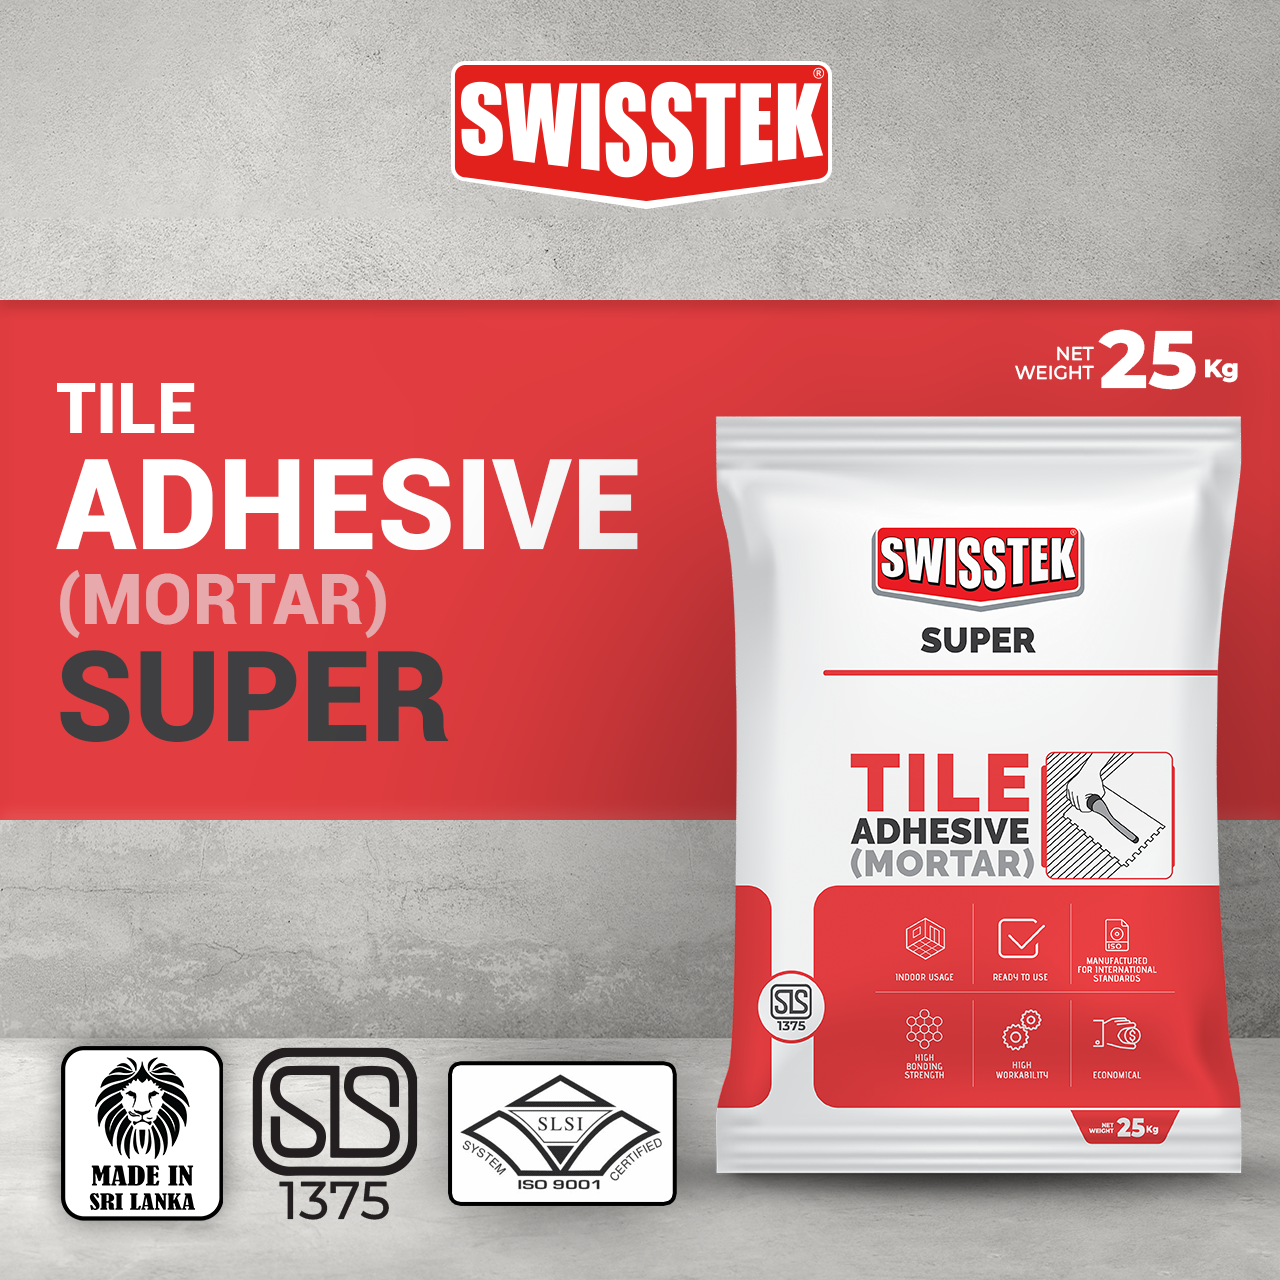 SWISSTEK®
NET
WEIGHT 25 Kg
TILE
ADHESIVE
(MORTAR)
SUPER
SWISSTEK®
SUPER
TILE
ADHESIVE
(MORTAR)
INDOOR USAGE
READY TO USE
ISO
MANUFACTURED
FOR INTERNATIONAL
STANDARDS
SLS
1375
HIGH
BONDING
STRENGTH
HIGH
WORKABILITY
$
ECONOMICAL
NET
WEIGHT 25Kg
MADE IN
SRI LANKA
SLS
1375
SLSI
SYSTEM CERTIFIED
ISO 9001